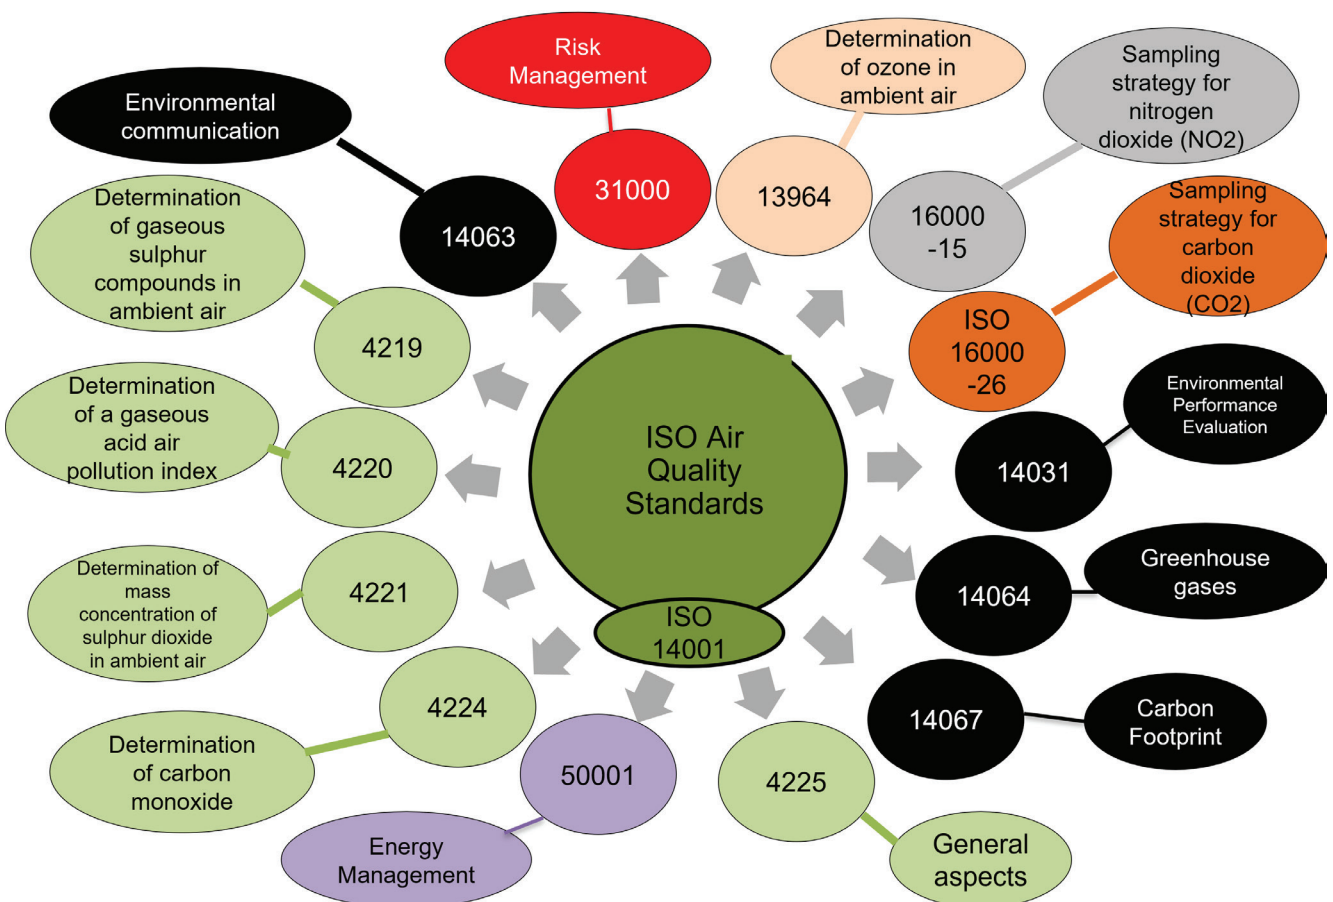 Risk
Management
31000
Determination
of ozone in
ambient air
13964
Sampling
strategy for
nitrogen
dioxide (NO2)
16000
-15
Sampling
strategy for
carbon
dioxide
(CO2)
ISO
16000
-26
Environmental
Performance
Evaluation
14031
Greenhouse
gases
14064
Carbon
Footprint
14067
General
aspects
4225
Energy
Management
50001
Determination
of carbon
monoxide
4224
Determination of
mass
concentration of
sulphur dioxide
in ambient air
4221
Determination
of a gaseous
acid air
pollution index
4220
Determination
of gaseous
sulphur
compounds in
ambient air
4219
Environmental
communication
14063
ISO Air
Quality
Standards
ISO
14001